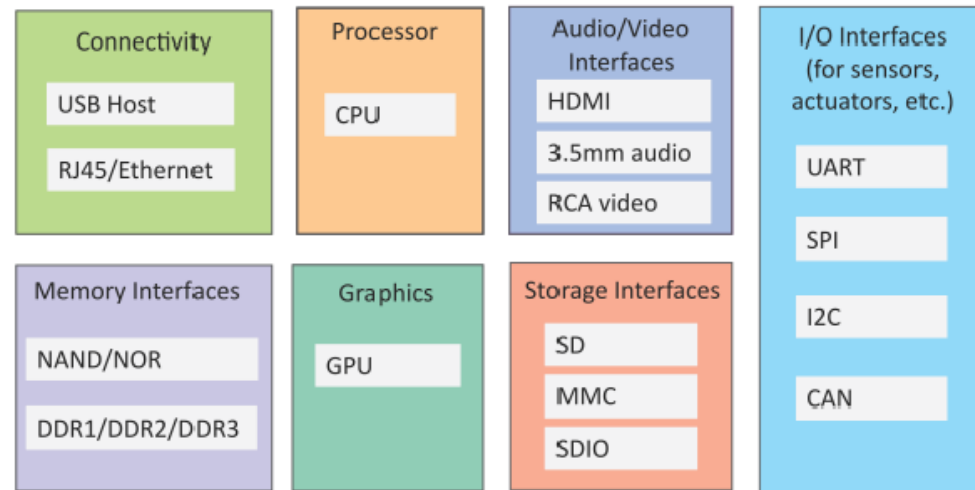 Connectivity
USB Host
RJ45/Ethernet
Processor
CPU
Audio/Video
Interfaces
HDMI
3.5mm audio
RCA video
I/O Interfaces
(for sensors,
actuators, etc.)
UART
SPI
I2C
CAN
Memory Interfaces
NAND/NOR
DDR1/DDR2/DDR3
Graphics
GPU
Storage Interfaces
SD
MMC
SDIO